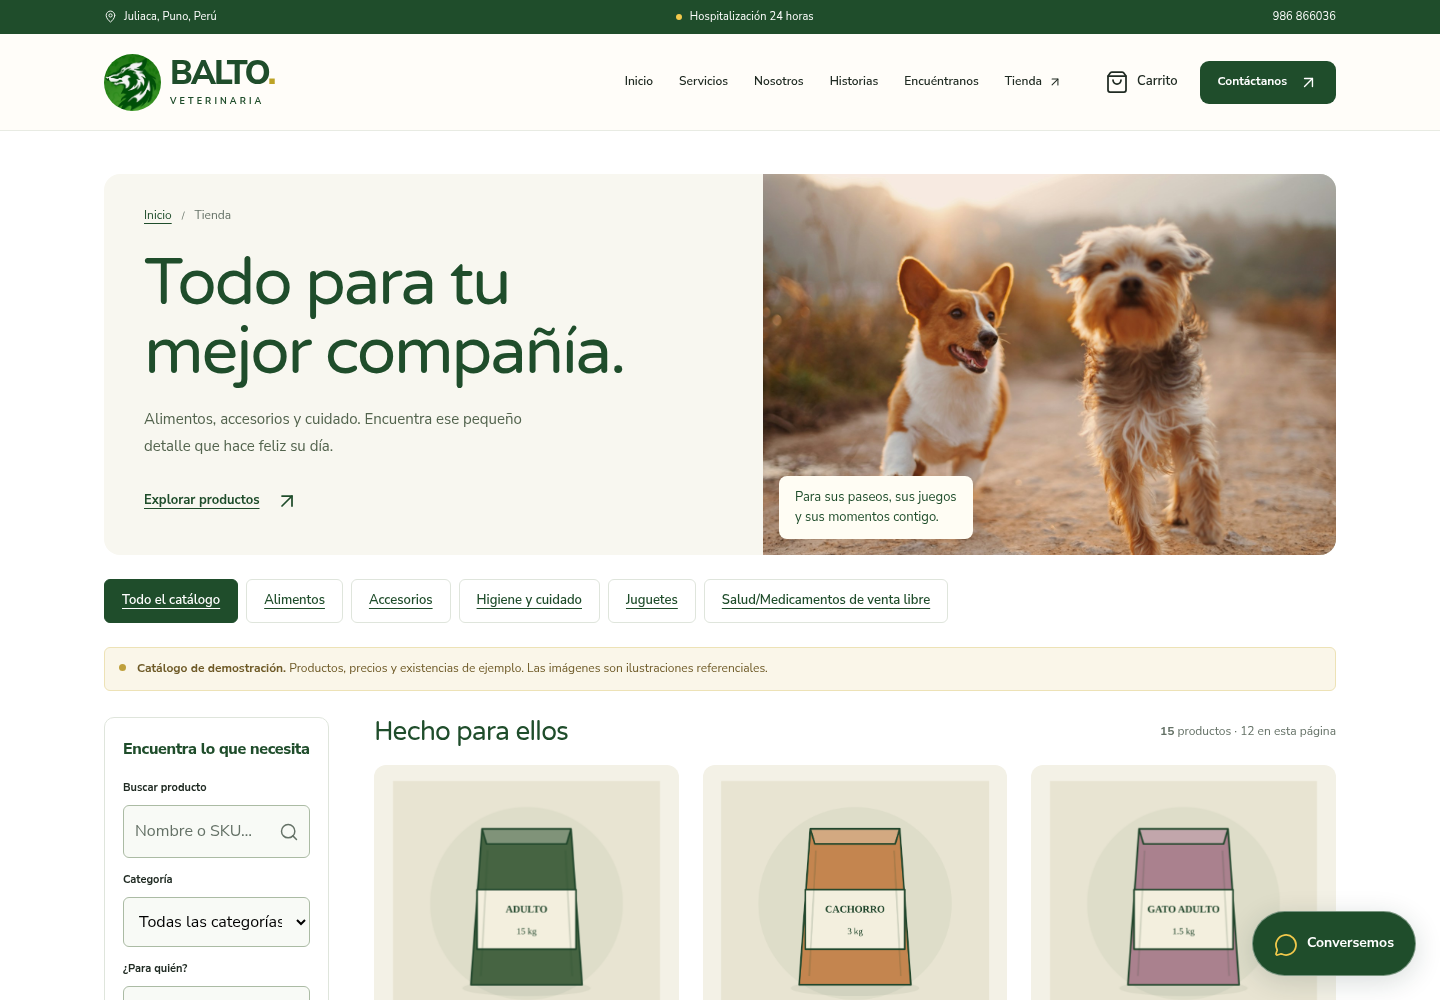 Juliaca, Puno, Perú
Hospitalización 24 horas
986 866036
BALTO.
VETERINARIA
Inicio
Servicios
Nosotros
Historias
Encuéntranos
Tienda
Carrito
Contáctanos
Inicio / Tienda
Todo para tu
mejor compañía.
Alimentos, accesorios y cuidado. Encuentra ese pequeño
detalle que hace feliz su día.
Explorar productos
Para sus paseos, sus juegos
y sus momentos contigo.
Todo el catálogo
Alimentos
Accesorios
Higiene y cuidado
Juguetes
Salud/Medicamentos de venta libre
Catálogo de demostración. Productos, precios y existencias de ejemplo. Las imágenes son ilustraciones referenciales.
Encuentra lo que necesita
Buscar producto
Nombre o SKU...
Categoría
Todas las categorías
¿Para quién?
Hecho para ellos
15 productos · 12 en esta página
ADULTO
15 kg
CACHORRO
3 kg
GATO ADULTO
1.5 kg
Conversemos